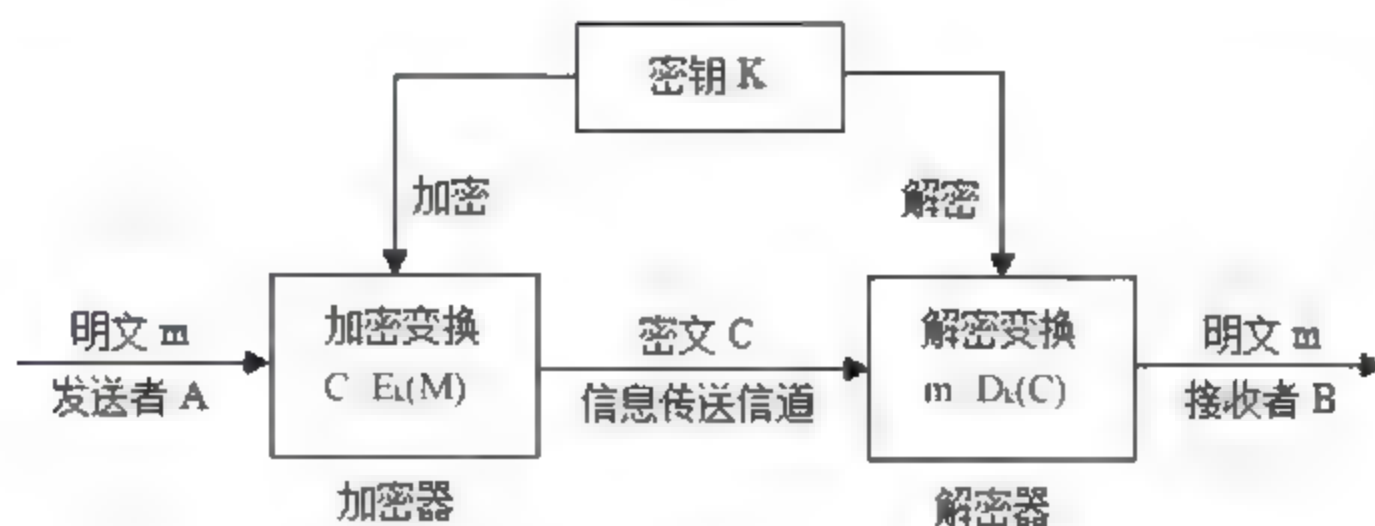 密钥 K
加密
解密
明文 m
发送者 A
加密变换
C E_k(M)
加密器
密文 C
信息传送信道
解密变换
m D_k(C)
解密器
明文 m
接收者 B